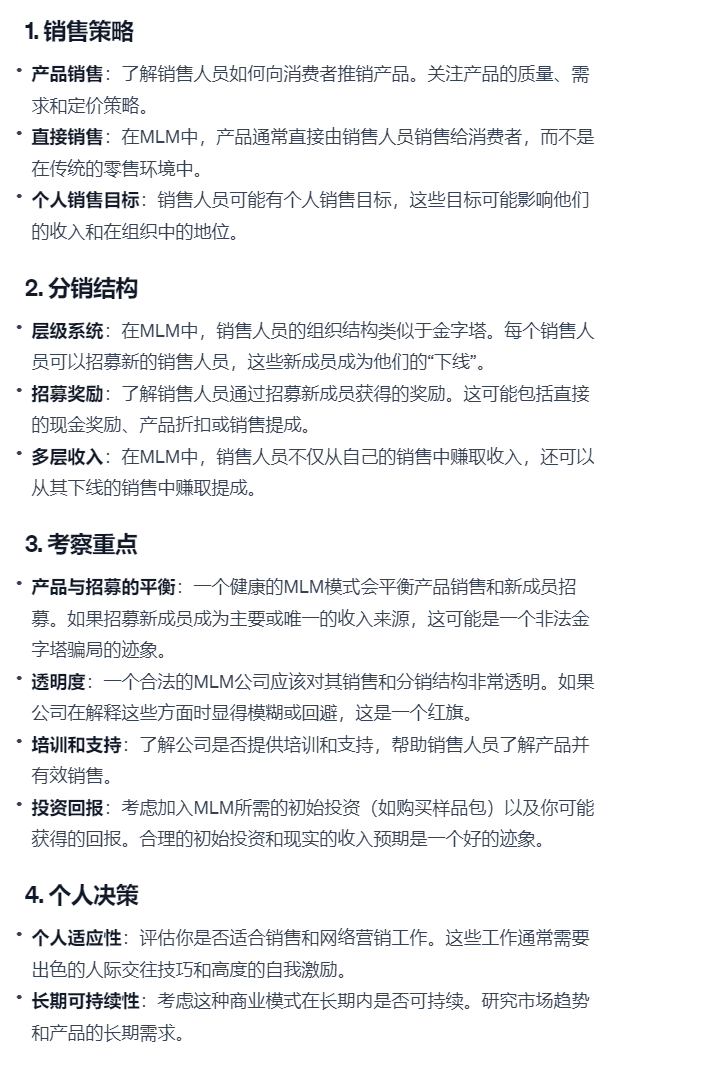 1. 销售策略
• 产品销售：了解销售人员如何向消费者推销产品。关注产品的质量、需
求和定价策略。
• 直接销售：在MLM中，产品通常直接由销售人员销售给消费者，而不是
在传统的零售环境中。
• 个人销售目标：销售人员可能有个人销售目标，这些目标可能影响他们
的收入和在组织中的地位。
2. 分销结构
• 层级系统：在MLM中，销售人员的组织结构类似于金字塔。每个销售人
员可以招募新的销售人员，这些新成员成为他们的“下线”。
• 招募奖励：了解销售人员通过招募新成员获得的奖励。这可能包括直接
的现金奖励、产品折扣或销售提成。
• 多层收入：在MLM中，销售人员不仅从自己的销售中赚取收入，还可以
从其下线的销售中赚取提成。
3. 考察重点
• 产品与招募的平衡：一个健康的MLM模式会平衡产品销售和新成员招
募。如果招募新成员成为主要或唯一的收入来源，这可能是一个非法金
字塔骗局的迹象。
• 透明度：一个合法的MLM公司应该对其销售和分销结构非常透明。如果
公司在解释这些方面时显得模糊或回避，这是一个红旗。
• 培训和支持：了解公司是否提供培训和支持，帮助销售人员了解产品并
有效销售。
• 投资回报：考虑加入MLM所需的初始投资（如购买样品包）以及你可能
获得的回报。合理的初始投资和现实的收入预期是一个好的迹象。
4. 个人决策
• 个人适应性：评估你是否适合销售和网络营销工作。这些工作通常需要
出色的人际交往技巧和高度的自我激励。
• 长期可持续性：考虑这种商业模式在长期内是否可持续。研究市场趋势
和产品的长期需求。